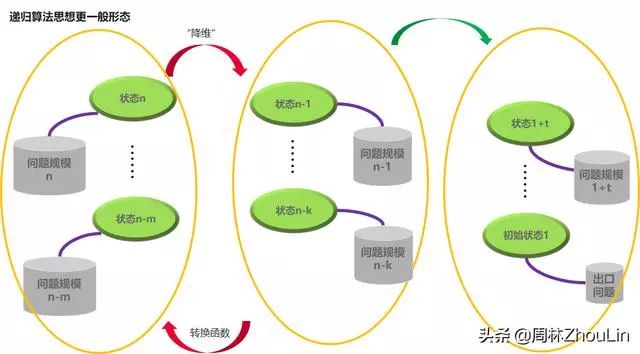 递归算法思想更一般形态
“降维”
状态n
问题规模
n
状态n-m
问题规模
n-m
状态n-1
问题规模
n-1
状态n-k
问题规模
n-k
状态1+t
问题规模
1+t
初始状态1
出口
问题
转换函数
头条@周林ZhouLin